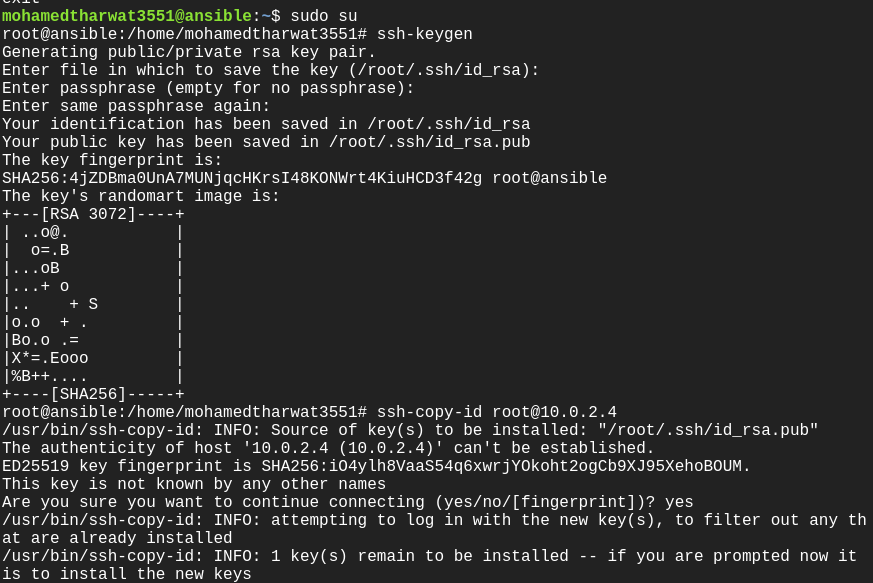 exit
mohamedtharwat3551@ansible:~$ sudo su
root@ansible:/home/mohamedtharwat3551# ssh-keygen
Generating public/private rsa key pair.
Enter file in which to save the key (/root/.ssh/id_rsa):
Enter passphrase (empty for no passphrase):
Enter same passphrase again:
Your identification has been saved in /root/.ssh/id_rsa
Your public key has been saved in /root/.ssh/id_rsa.pub
The key fingerprint is:
SHA256:4jZDBma0UnA7MUNjqcHKrsI48KONWrt4KiuHCD3f42g root@ansible
The key's randomart image is:
+---[RSA 3072]----+
| ..o@.           |
|  o=.B           |
|...oB            |
|...+ o           |
|..    + S        |
|o.o  + .         |
|Bo.o .=          |
|X*=.Eooo         |
|%B++....         |
+----[SHA256]-----+
root@ansible:/home/mohamedtharwat3551# ssh-copy-id root@10.0.2.4
/usr/bin/ssh-copy-id: INFO: Source of key(s) to be installed: "/root/.ssh/id_rsa.pub"
The authenticity of host '10.0.2.4 (10.0.2.4)' can't be established.
ED25519 key fingerprint is SHA256:iO4ylh8VaaS54q6xwrjYOkoht2ogCb9XJ95XehoBOUM.
This key is not known by any other names
Are you sure you want to continue connecting (yes/no/[fingerprint])? yes
/usr/bin/ssh-copy-id: INFO: attempting to log in with the new key(s), to filter out any th
at are already installed
/usr/bin/ssh-copy-id: INFO: 1 key(s) remain to be installed -- if you are prompted now it
is to install the new keys